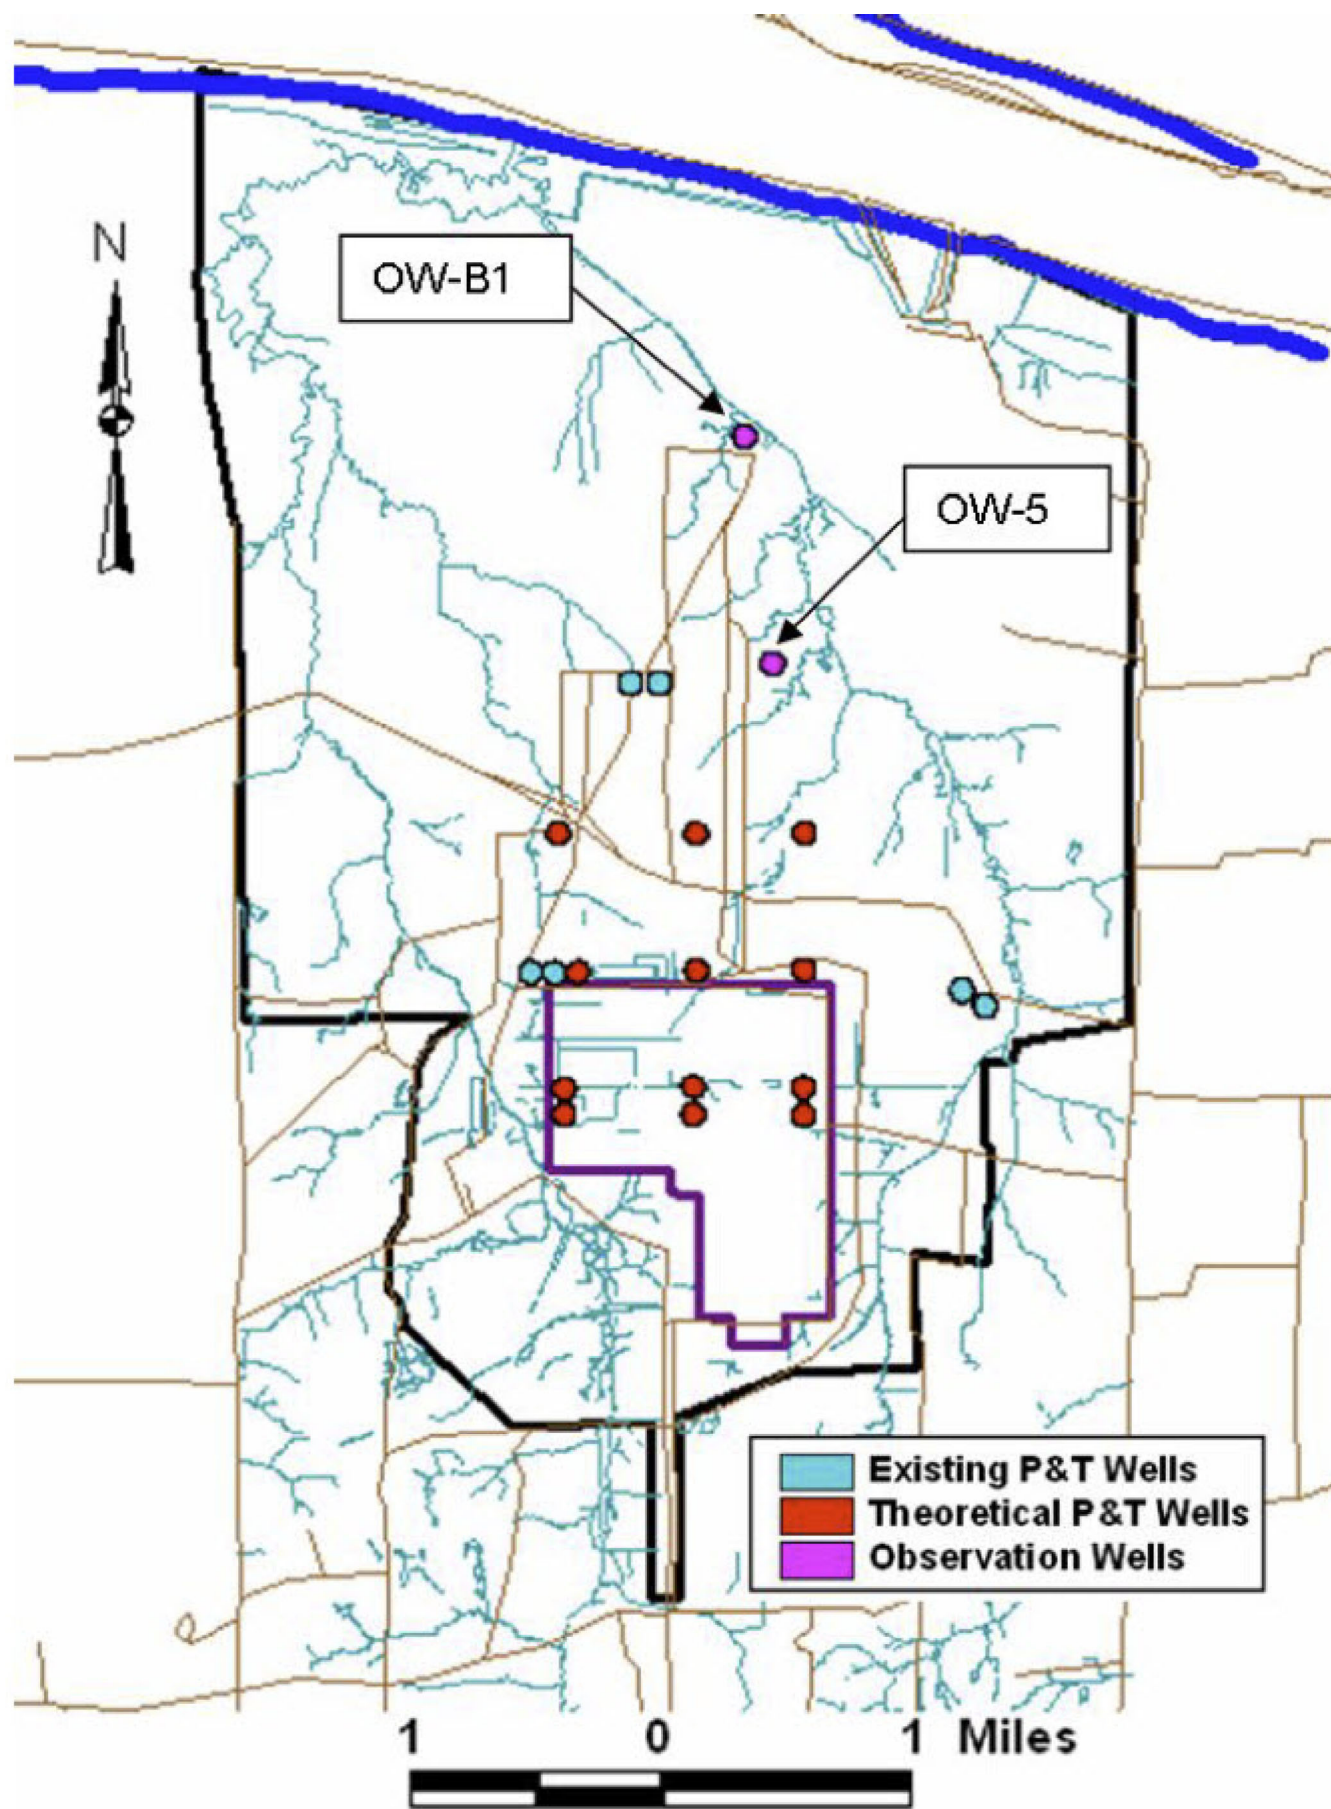 N
OW-B1
OW-5
Existing P&T Wells
Theoretical P&T Wells
Observation Wells
1 0 1 Miles